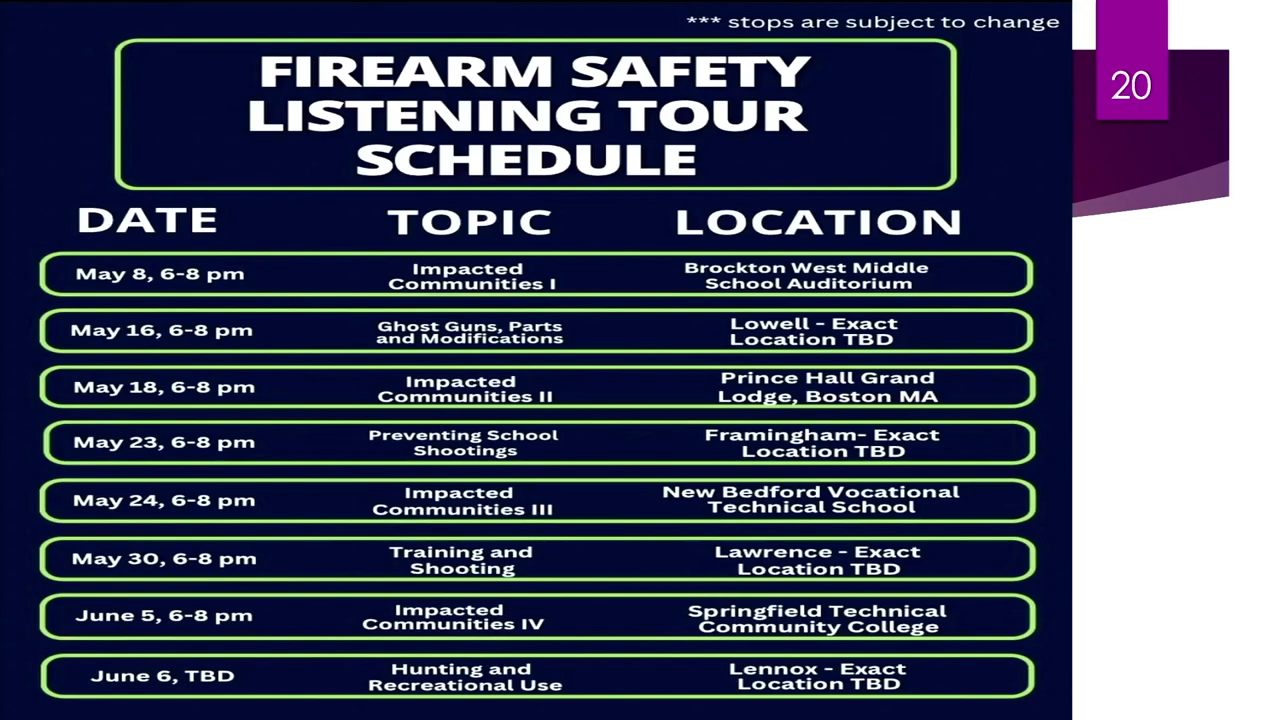 *** stops are subject to change
20
FIREARM SAFETY
LISTENING TOUR
SCHEDULE
DATE TOPIC LOCATION
May 8, 6-8 pm
Impacted
Communities I
Brockton West Middle
School Auditorium
May 16, 6-8 pm
Ghost Guns, Parts
and Modifications
Lowell - Exact
Location TBD
May 18, 6-8 pm
Impacted
Communities II
Prince Hall Grand
Lodge, Boston MA
May 23, 6-8 pm
Preventing School
Shootings
Framingham- Exact
Location TBD
May 24, 6-8 pm
Impacted
Communities III
New Bedford Vocational
Technical School
May 30, 6-8 pm
Training and
Shooting
Lawrence - Exact
Location TBD
June 5, 6-8 pm
Impacted
Communities IV
Springfield Technical
Community College
June 6, TBD
Hunting and
Recreational Use
Lennox - Exact
Location TBD